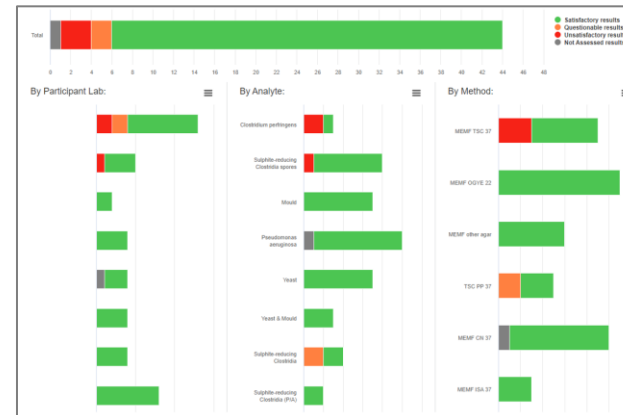 Satisfactory results
Questionable results
Unsatisfactory results
Not Assessed results
Total
0 2 4 6 8 10 12 14 16 18 20 22 24 26 28 30 32 34 36 38 40 42 44 46 48
By Participant Lab:
By Analyte:
By Method:
Clostridium perfringens
Sulphite-reducing
Clostridia spores
Mould
Pseudomonas
aeruginosa
Yeast
Yeast & Mould
Sulphite-reducing
Clostridia
Sulphite-reducing
Clostridia (P/A)
MEMF TSC 37
MEMF OGYE 22
MEMF other agar
TSC PP 37
MEMF CN 37
MEMF ISA 37